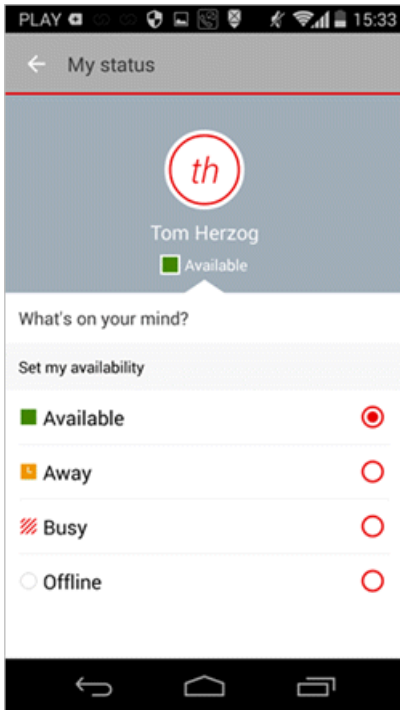 PLAY 15:33
My status
th
Tom Herzog
Available
What's on your mind?
Set my availability
Available
Away
Busy
Offline